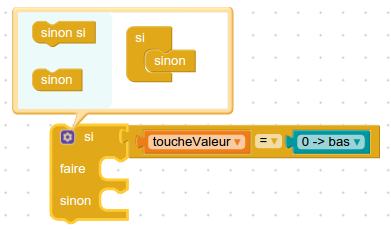 sinon si
si
sinon
sinon
si toucheValeur = 0 -> bas
faire
sinon